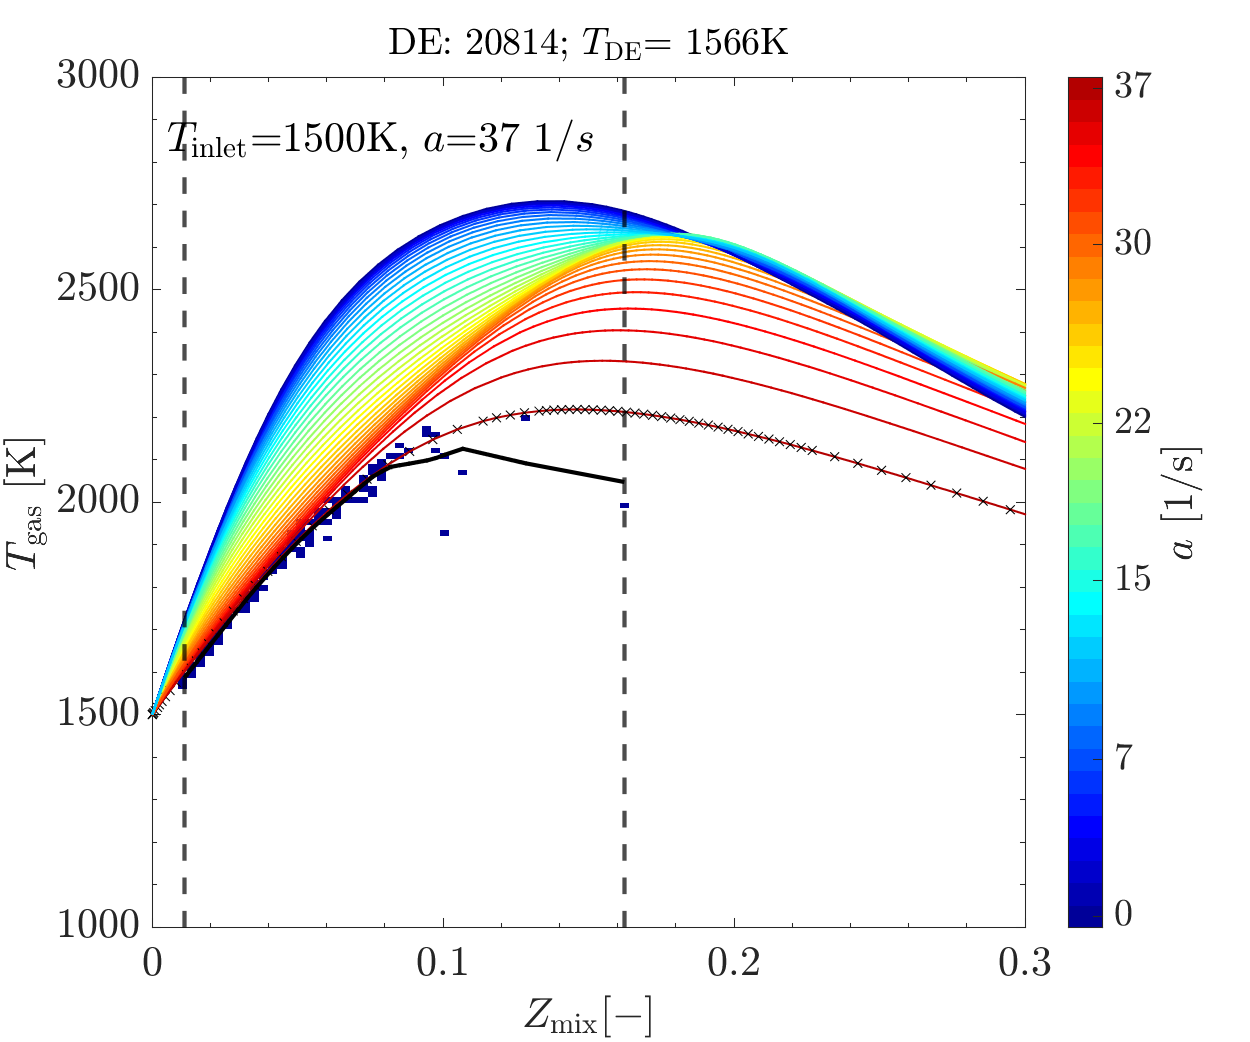 DE: 20814; T_DE= 1566K
3000
2500
2000
1500
1000
T_gas [K]
T_inlet=1500K, a=37 1/s
0 0.1 0.2 0.3
Z_mix[−]
37
30
22
15
7
0
a [1/s]